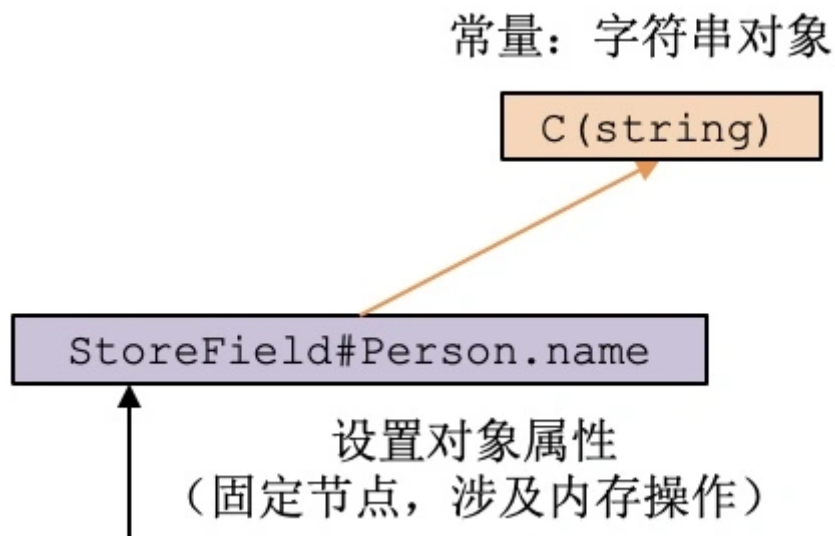 常量：字符串对象
C(string)
StoreField#Person.name
设置对象属性
（固定节点，涉及内存操作）